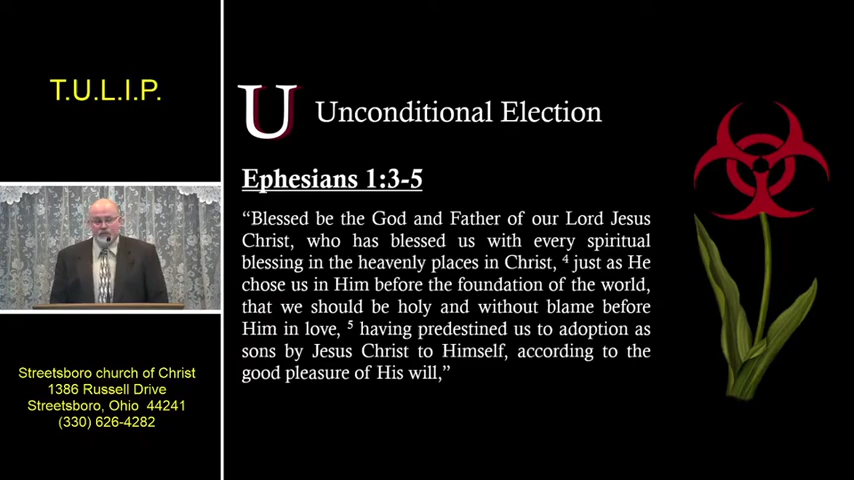 T.U.L.I.P.
U Unconditional Election
Ephesians 1:3-5
“Blessed be the God and Father of our Lord Jesus
Christ, who has blessed us with every spiritual
blessing in the heavenly places in Christ, ⁴ just as He
chose us in Him before the foundation of the world,
that we should be holy and without blame before
Him in love, ⁵ having predestined us to adoption as
sons by Jesus Christ to Himself, according to the
good pleasure of His will,”
Streetsboro church of Christ
1386 Russell Drive
Streetsboro, Ohio 44241
(330) 626-4282